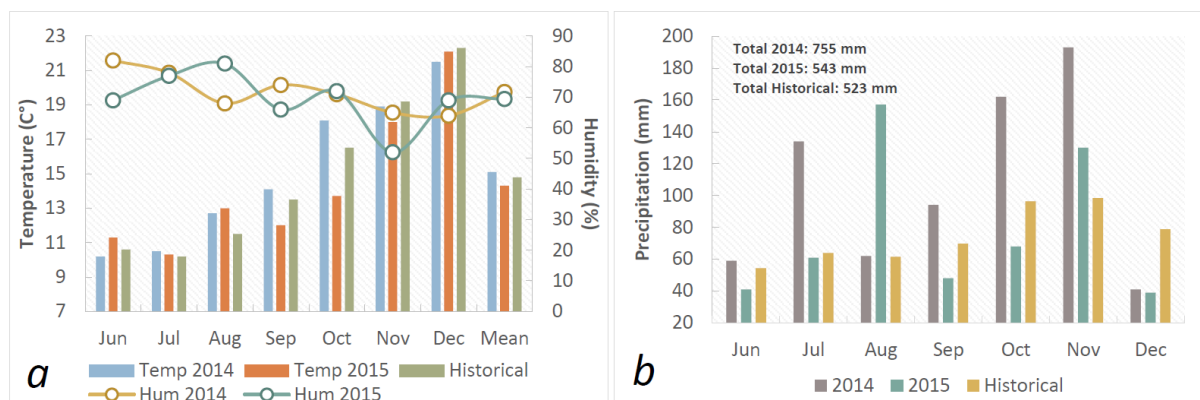 23
21
19
17
15
13
11
9
7
Temperature (C°)
90
80
70
60
50
40
30
20
10
0
Humidity (%)
Jun Jul Aug Sep Oct Nov Dec Mean
Temp 2014 Temp 2015 Historical
Hum 2014 Hum 2015
a
200
180
160
140
120
100
80
60
40
20
Precipitation (mm)
Total 2014: 755 mm
Total 2015: 543 mm
Total Historical: 523 mm
Jun Jul Aug Sep Oct Nov Dec
2014 2015 Historical
b